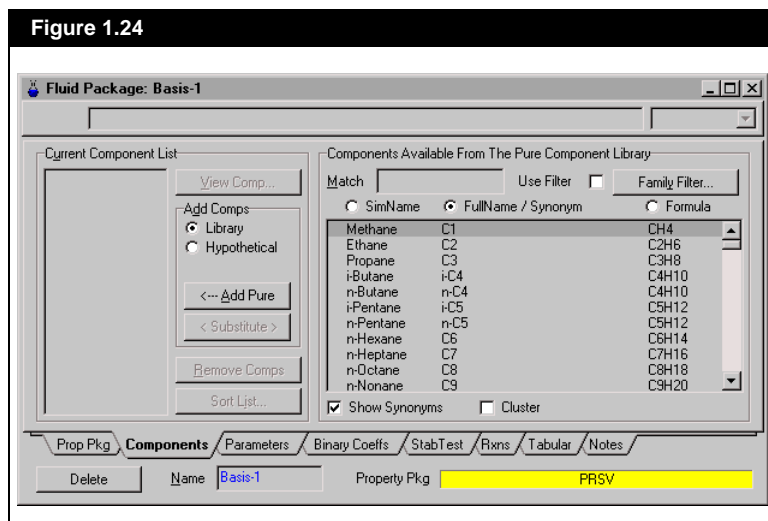 Figure 1.24
Fluid Package: Basis-1
Current Component List
View Comp...
Add Comps
Library
Hypothetical
<--- Add Pure
< Substitute >
Remove Comps
Sort List...
Components Available From The Pure Component Library
Match
Use Filter
Family Filter...
SimName FullName / Synonym Formula
Methane C1 CH4
Ethane C2 C2H6
Propane C3 C3H8
i-Butane i-C4 C4H10
n-Butane n-C4 C4H10
i-Pentane i-C5 C5H12
n-Pentane n-C5 C5H12
n-Hexane C6 C6H14
n-Heptane C7 C7H16
n-Octane C8 C8H18
n-Nonane C9 C9H20
Show Synonyms Cluster
Prop Pkg Components Parameters Binary Coeffs StabTest Rxns Tabular Notes
Delete Name Basis-1 Property Pkg PRSV